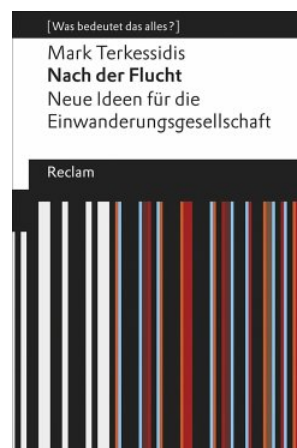 [Was bedeutet das alles?]
Mark Terkessidis
Nach der Flucht
Neue Ideen für die
Einwanderungsgesellschaft
Reclam